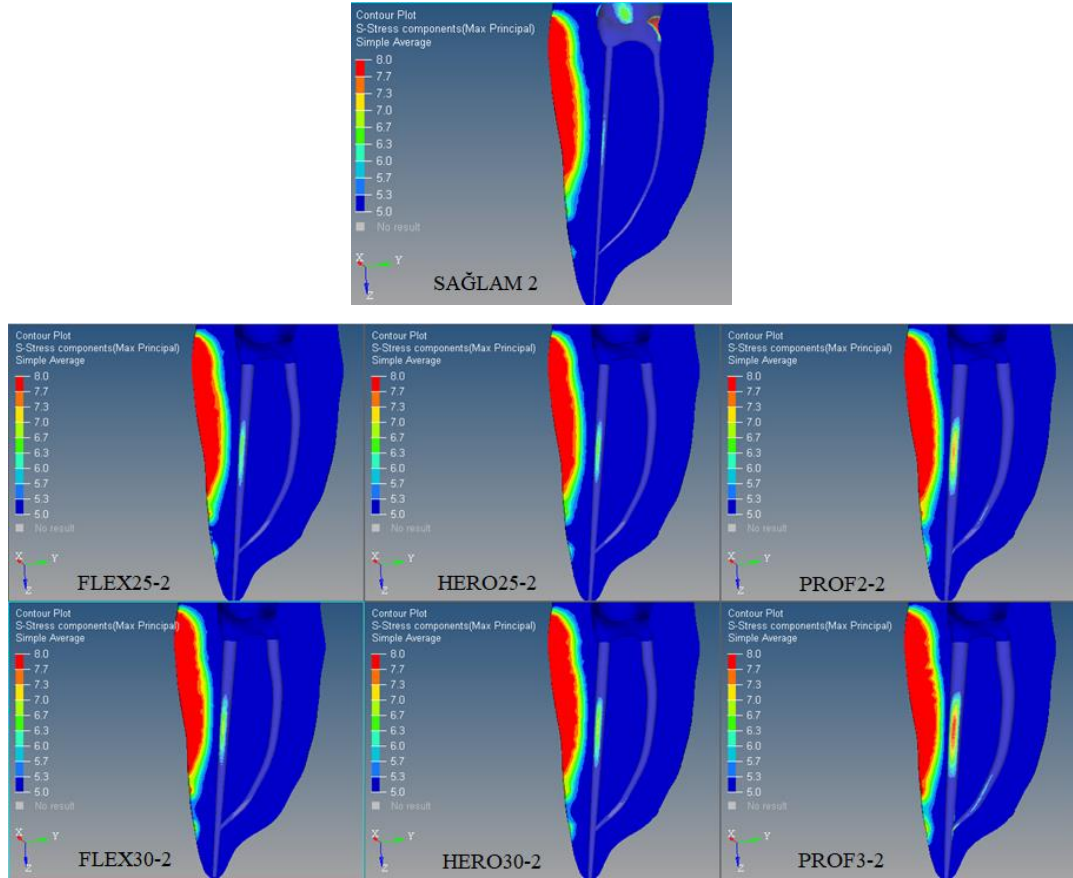 Contour Plot
S-Stress components(Max Principal)
Simple Average
8.0
7.7
7.3
7.0
6.7
6.3
6.0
5.7
5.3
5.0
No result
X
Y
Z
SAĞLAM 2
Contour Plot
S-Stress components(Max Principal)
Simple Average
8.0
7.7
7.3
7.0
6.7
6.3
6.0
5.7
5.3
5.0
No result
X
Y
Z
FLEX25-2
Contour Plot
S-Stress components(Max Principal)
Simple Average
8.0
7.7
7.3
7.0
6.7
6.3
6.0
5.7
5.3
5.0
No result
X
Y
Z
HERO25-2
Contour Plot
S-Stress components(Max Principal)
Simple Average
8.0
7.7
7.3
7.0
6.7
6.3
6.0
5.7
5.3
5.0
No result
X
Y
Z
PROF2-2
Contour Plot
S-Stress components(Max Principal)
Simple Average
8.0
7.7
7.3
7.0
6.7
6.3
6.0
5.7
5.3
5.0
No result
X
Y
Z
FLEX30-2
Contour Plot
S-Stress components(Max Principal)
Simple Average
8.0
7.7
7.3
7.0
6.7
6.3
6.0
5.7
5.3
5.0
No result
X
Y
Z
HERO30-2
Contour Plot
S-Stress components(Max Principal)
Simple Average
8.0
7.7
7.3
7.0
6.7
6.3
6.0
5.7
5.3
5.0
No result
X
Y
Z
PROF3-2